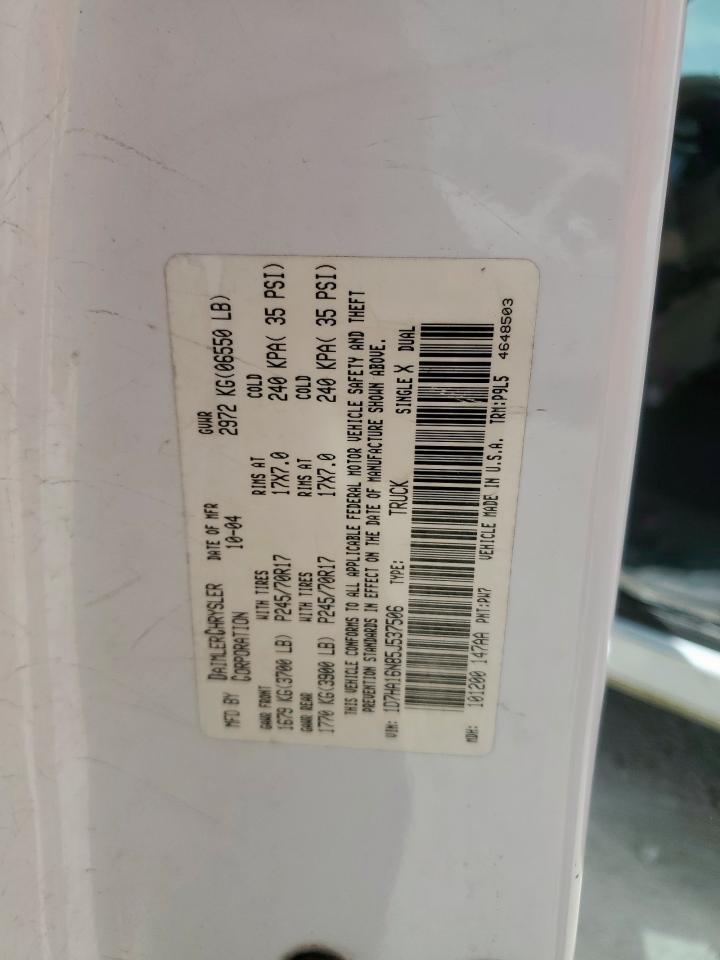 MFD BY DAIMLERCHRYSLER CORPORATION DATE OF MFR 10-04 GVWR 2972 KG(06550 LB)
GAWR FRONT WITH TIRES RIMS AT COLD
1679 KG(3700 LB) P245/70R17 17X7.0 240 KPA( 35 PSI)
GAWR REAR WITH TIRES RIMS AT COLD
1770 KG(3900 LB) P245/70R17 17X7.0 240 KPA( 35 PSI)
THIS VEHICLE CONFORMS TO ALL APPLICABLE FEDERAL MOTOR VEHICLE SAFETY AND THEFT
PREVENTION STANDARDS IN EFFECT ON THE DATE OF MANUFACTURE SHOWN ABOVE.
VIN: 1D7HA16N85J537506 TYPE: TRUCK SINGLE X DUAL
MDH: 101200 147AA PNT:PW7 VEHICLE MADE IN U.S.A. TRM:P9L5 4648503